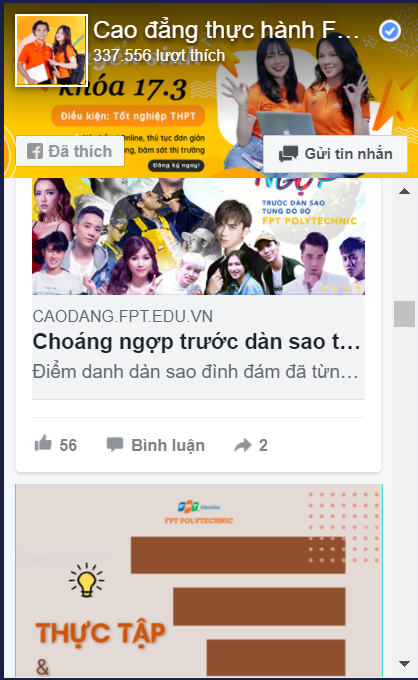 Cao đẳng thực hành F...
337.556 lượt thích
khóa 17.3
Điều kiện: Tốt nghiệp THPT
Online, thủ tục đơn giản
bám sát thị trường
Đăng ký ngay!
Đã thích
Gửi tin nhắn
NGỢP
TRƯỚC DÀN SAO
TỪNG ĐỔ BỘ
FPT POLYTECHNIC
CAODANG.FPT.EDU.VN
Choáng ngợp trước dàn sao t...
Điểm danh dàn sao đình đám đã từn...
56
Bình luận
2
FPT Education
FPT POLYTECHNIC
THỰC TẬP
&